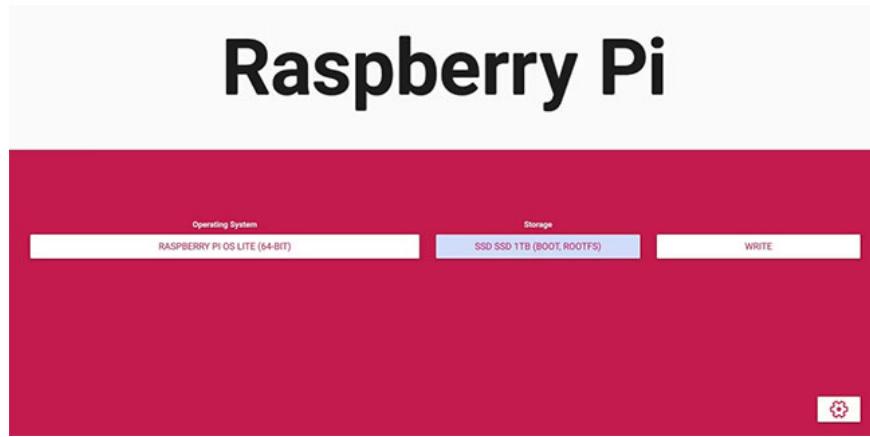 Raspberry Pi
Operating System
Storage
RASPBERRY PI OS LITE (64-BIT)
SSD SSD 1TB (BOOT, ROOTFS)
WRITE